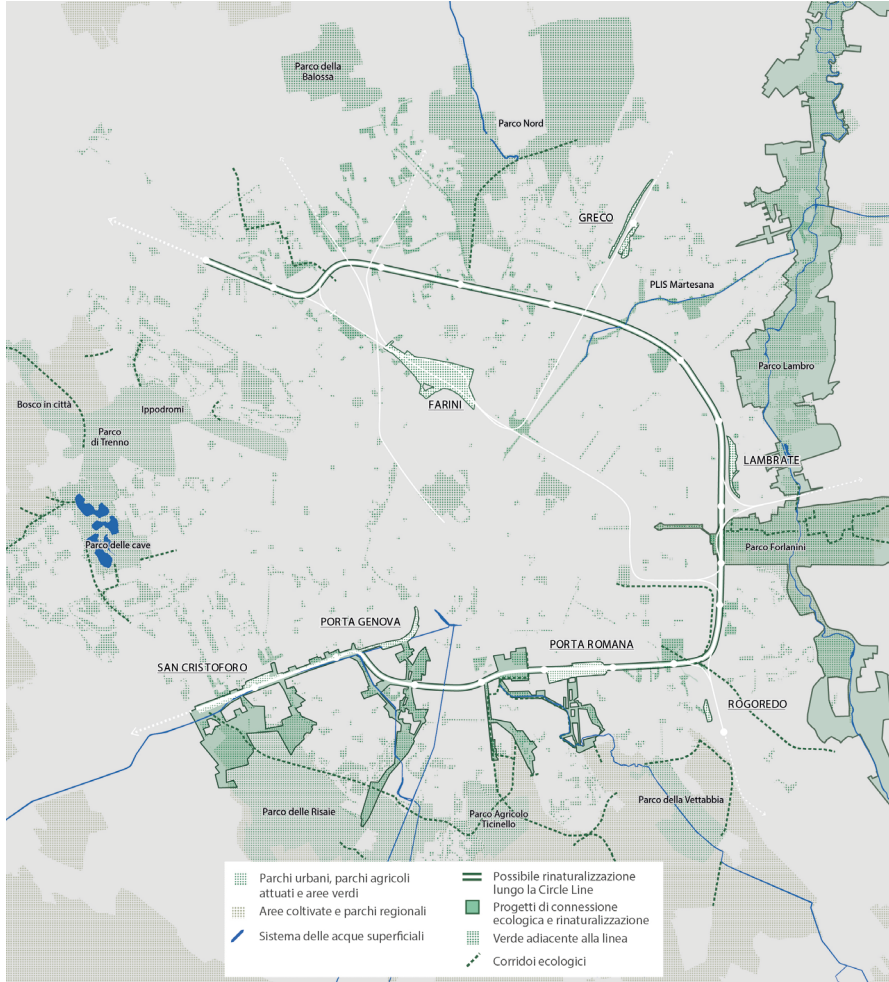 Parco della
Balossa
Parco Nord
GRECO
PLIS Martesana
Parco Lambro
Bosco in città
Ippodromi
Parco
di Trenno
FARINI
LAMBRATE
Parco delle cave
Parco Forlanini
PORTA GENOVA
PORTA ROMANA
SAN CRISTOFORO
ROGOREDO
Parco delle Risaie
Parco Agricolo
Ticinello
Parco della Vettabbia
Parchi urbani, parchi agricoli
attuati e aree verdi
Aree coltivate e parchi regionali
Sistema delle acque superficiali
Possibile rinaturalizzazione
lungo la Circle Line
Progetti di connessione
ecologica e rinaturalizzazione
Verde adiacente alla linea
Corridoi ecologici